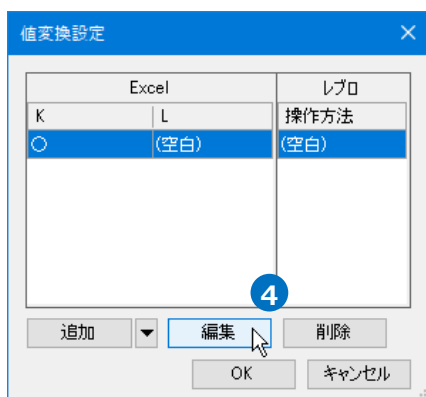 値変換設定
Excel レブロ
K L 操作方法
○ (空白) (空白)
4
追加 編集 削除
OK キャンセル